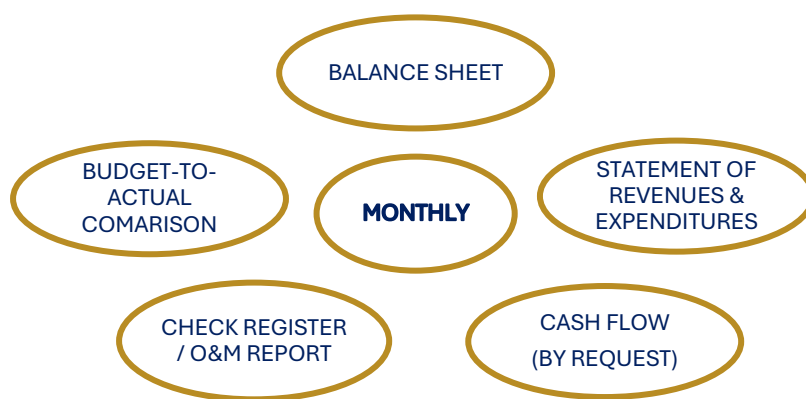 BALANCE SHEET
BUDGET-TO-
ACTUAL
COMARISON
MONTHLY
STATEMENT OF
REVENUES &
EXPENDITURES
CHECK REGISTER
/ O&M REPORT
CASH FLOW
(BY REQUEST)